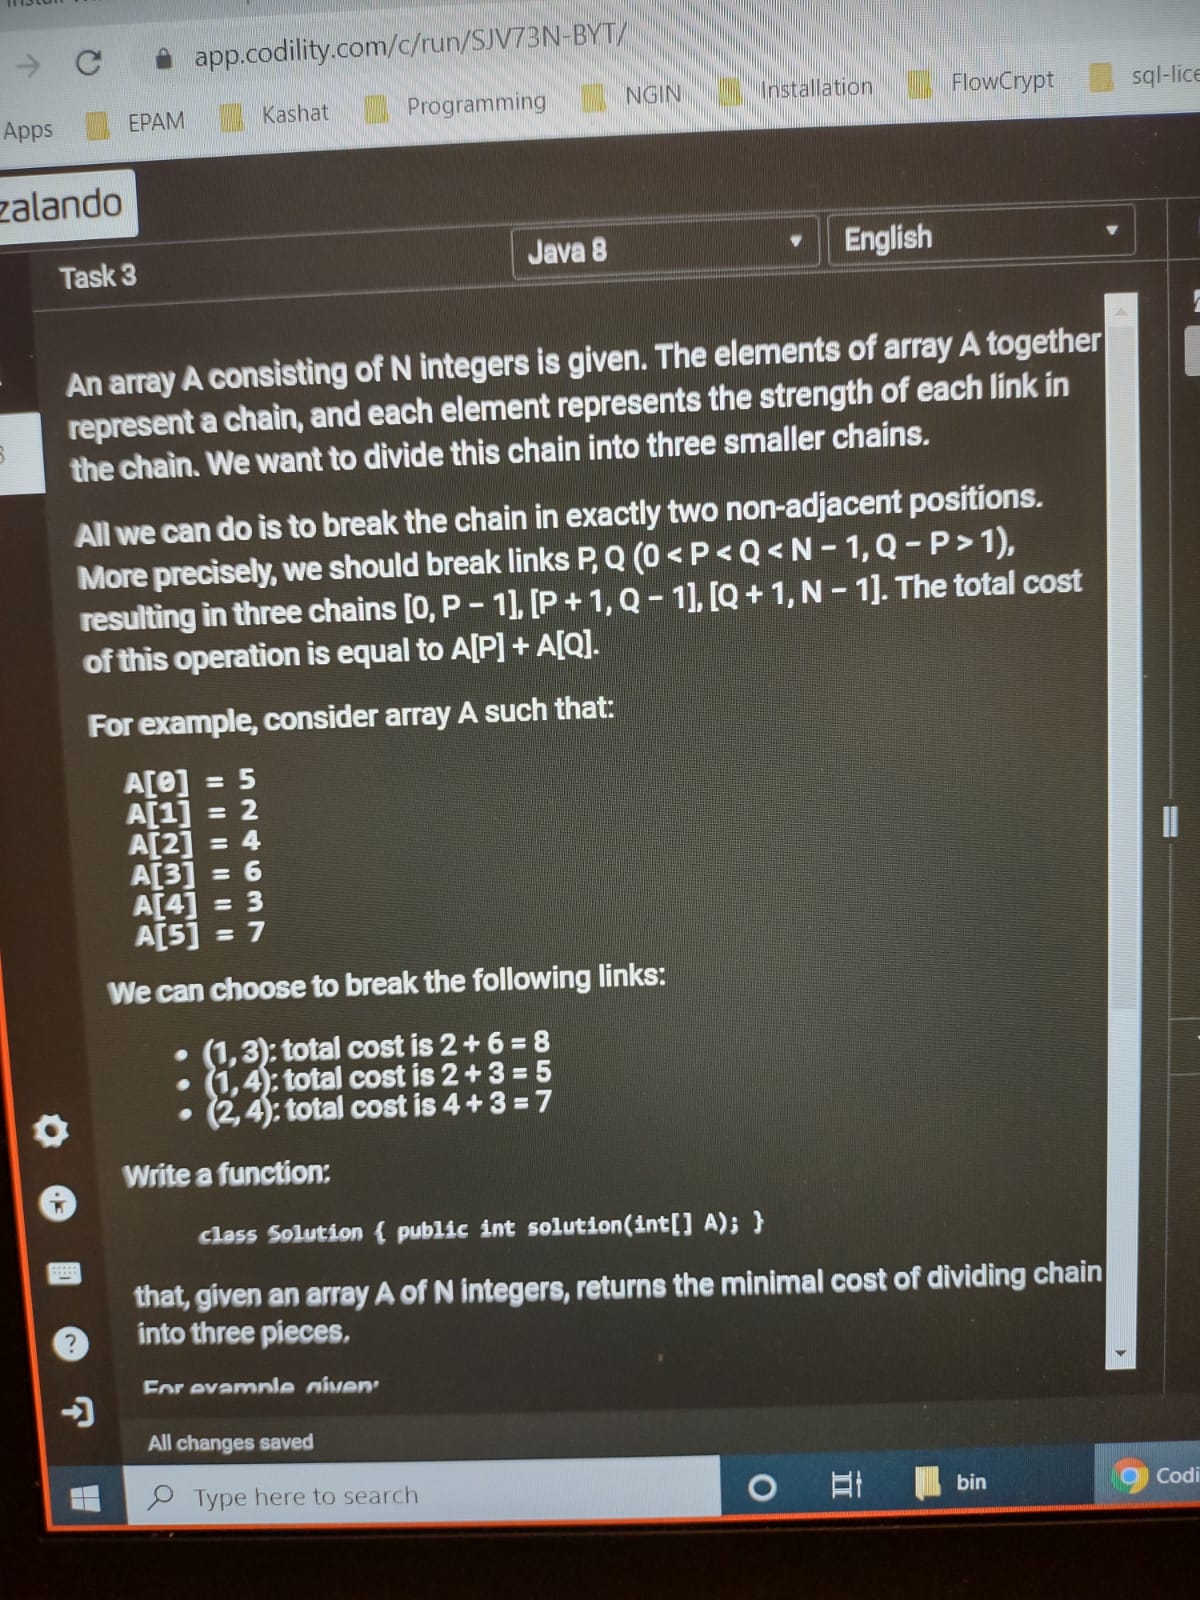 app.codility.com/c/run/SJV73N-BYT/
Apps EPAM Kashat Programming NGIN Installation FlowCrypt sql-lice
zalando
Task 3 Java 8 English
An array A consisting of N integers is given. The elements of array A together
represent a chain, and each element represents the strength of each link in
the chain. We want to divide this chain into three smaller chains.
All we can do is to break the chain in exactly two non-adjacent positions.
More precisely, we should break links P, Q (0 < P < Q < N − 1, Q − P > 1),
resulting in three chains [0, P − 1], [P + 1, Q − 1], [Q + 1, N − 1]. The total cost
of this operation is equal to A[P] + A[Q].
For example, consider array A such that:
A[0] = 5
A[1] = 2
A[2] = 4
A[3] = 6
A[4] = 3
A[5] = 7
We can choose to break the following links:
• (1, 3): total cost is 2 + 6 = 8
• (1, 4): total cost is 2 + 3 = 5
• (2, 4): total cost is 4 + 3 = 7
Write a function:
class Solution { public int solution(int[] A); }
that, given an array A of N integers, returns the minimal cost of dividing chain
into three pieces.
For example given:
All changes saved
Type here to search bin Codi